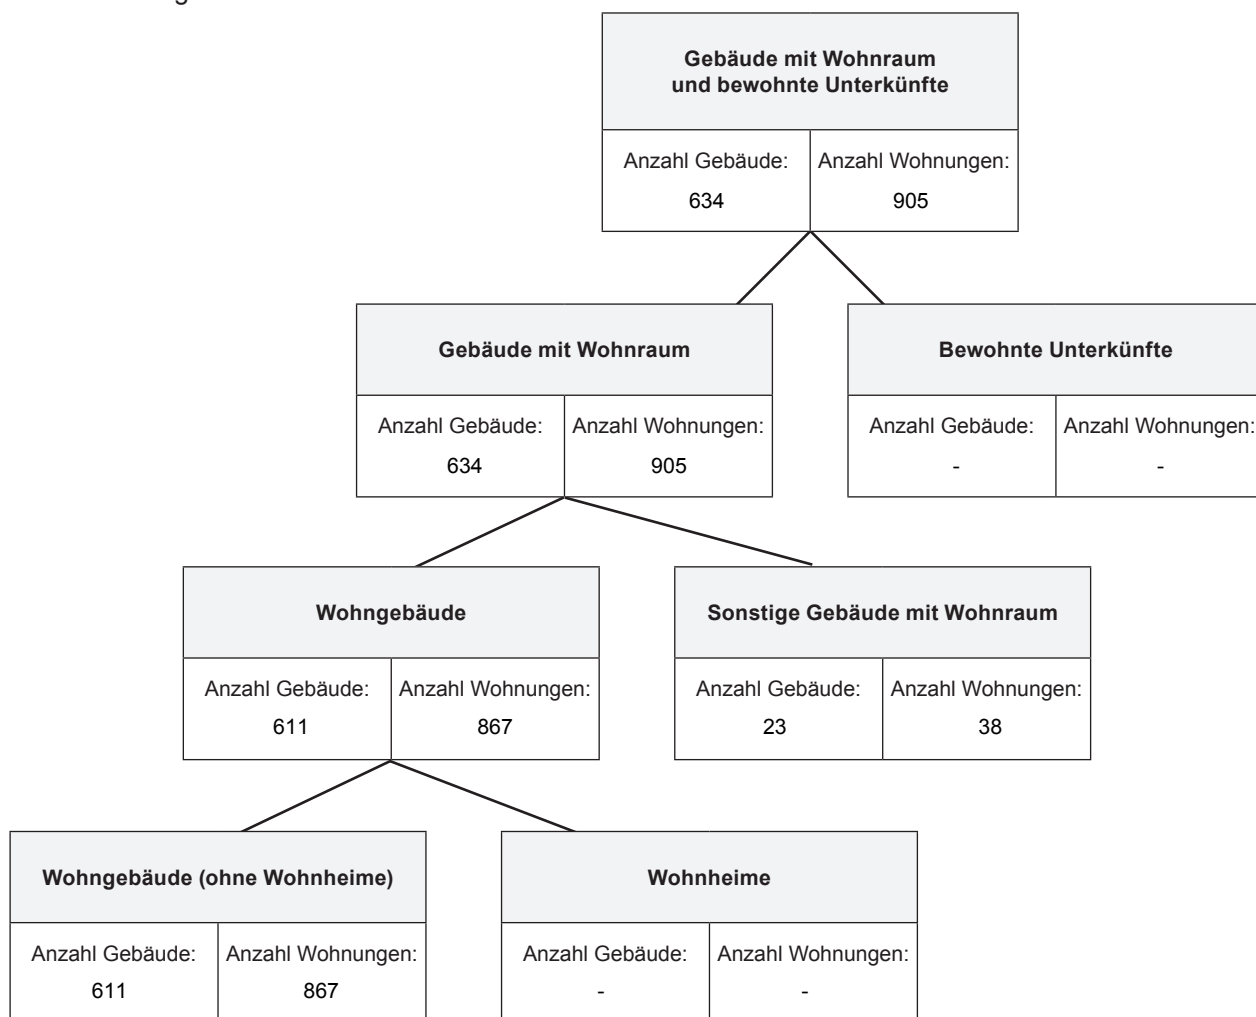 Gebäude mit Wohnraum
und bewohnte Unterkünfte
Anzahl Gebäude: Anzahl Wohnungen:
634 905
Gebäude mit Wohnraum
Anzahl Gebäude: Anzahl Wohnungen:
634 905
Bewohnte Unterkünfte
Anzahl Gebäude: Anzahl Wohnungen:
- -
Wohngebäude
Anzahl Gebäude: Anzahl Wohnungen:
611 867
Sonstige Gebäude mit Wohnraum
Anzahl Gebäude: Anzahl Wohnungen:
23 38
Wohngebäude (ohne Wohnheime)
Anzahl Gebäude: Anzahl Wohnungen:
611 867
Wohnheime
Anzahl Gebäude: Anzahl Wohnungen:
- -